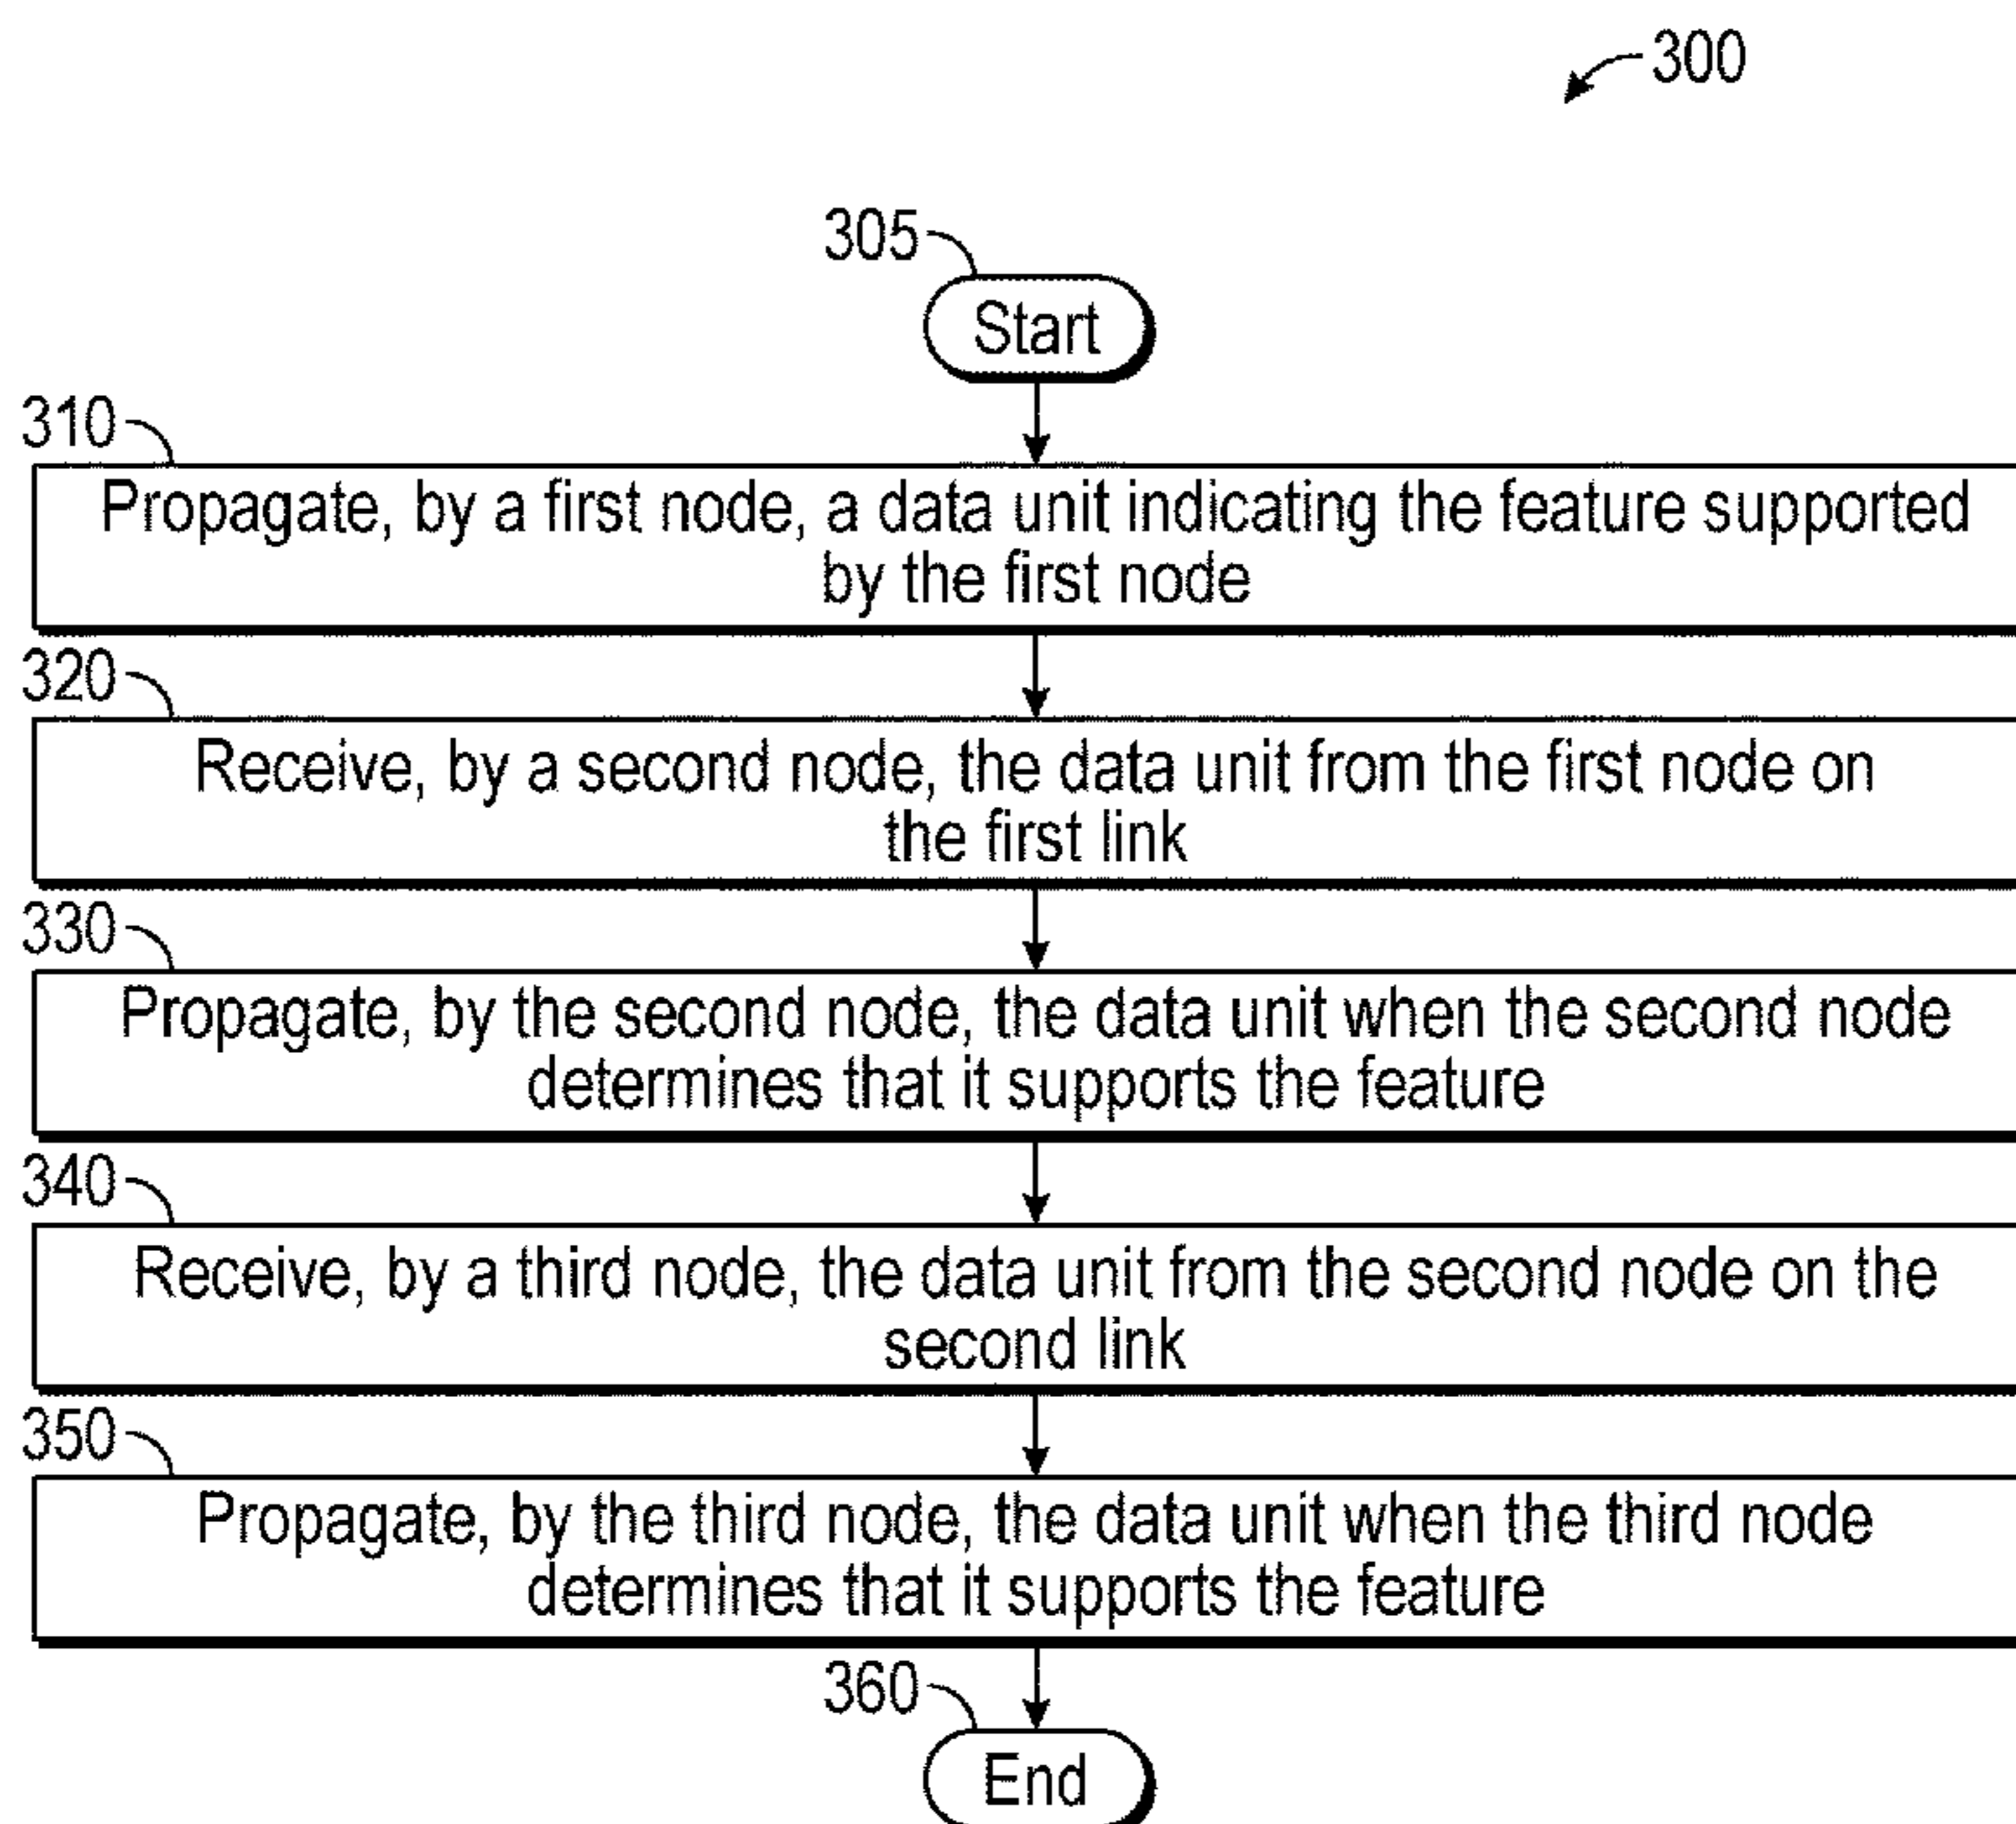 300
305
Start
310
Propagate, by a first node, a data unit indicating the feature supported
by the first node
320
Receive, by a second node, the data unit from the first node on
the first link
330
Propagate, by the second node, the data unit when the second node
determines that it supports the feature
340
Receive, by a third node, the data unit from the second node on the
second link
350
Propagate, by the third node, the data unit when the third node
determines that it supports the feature
360
End